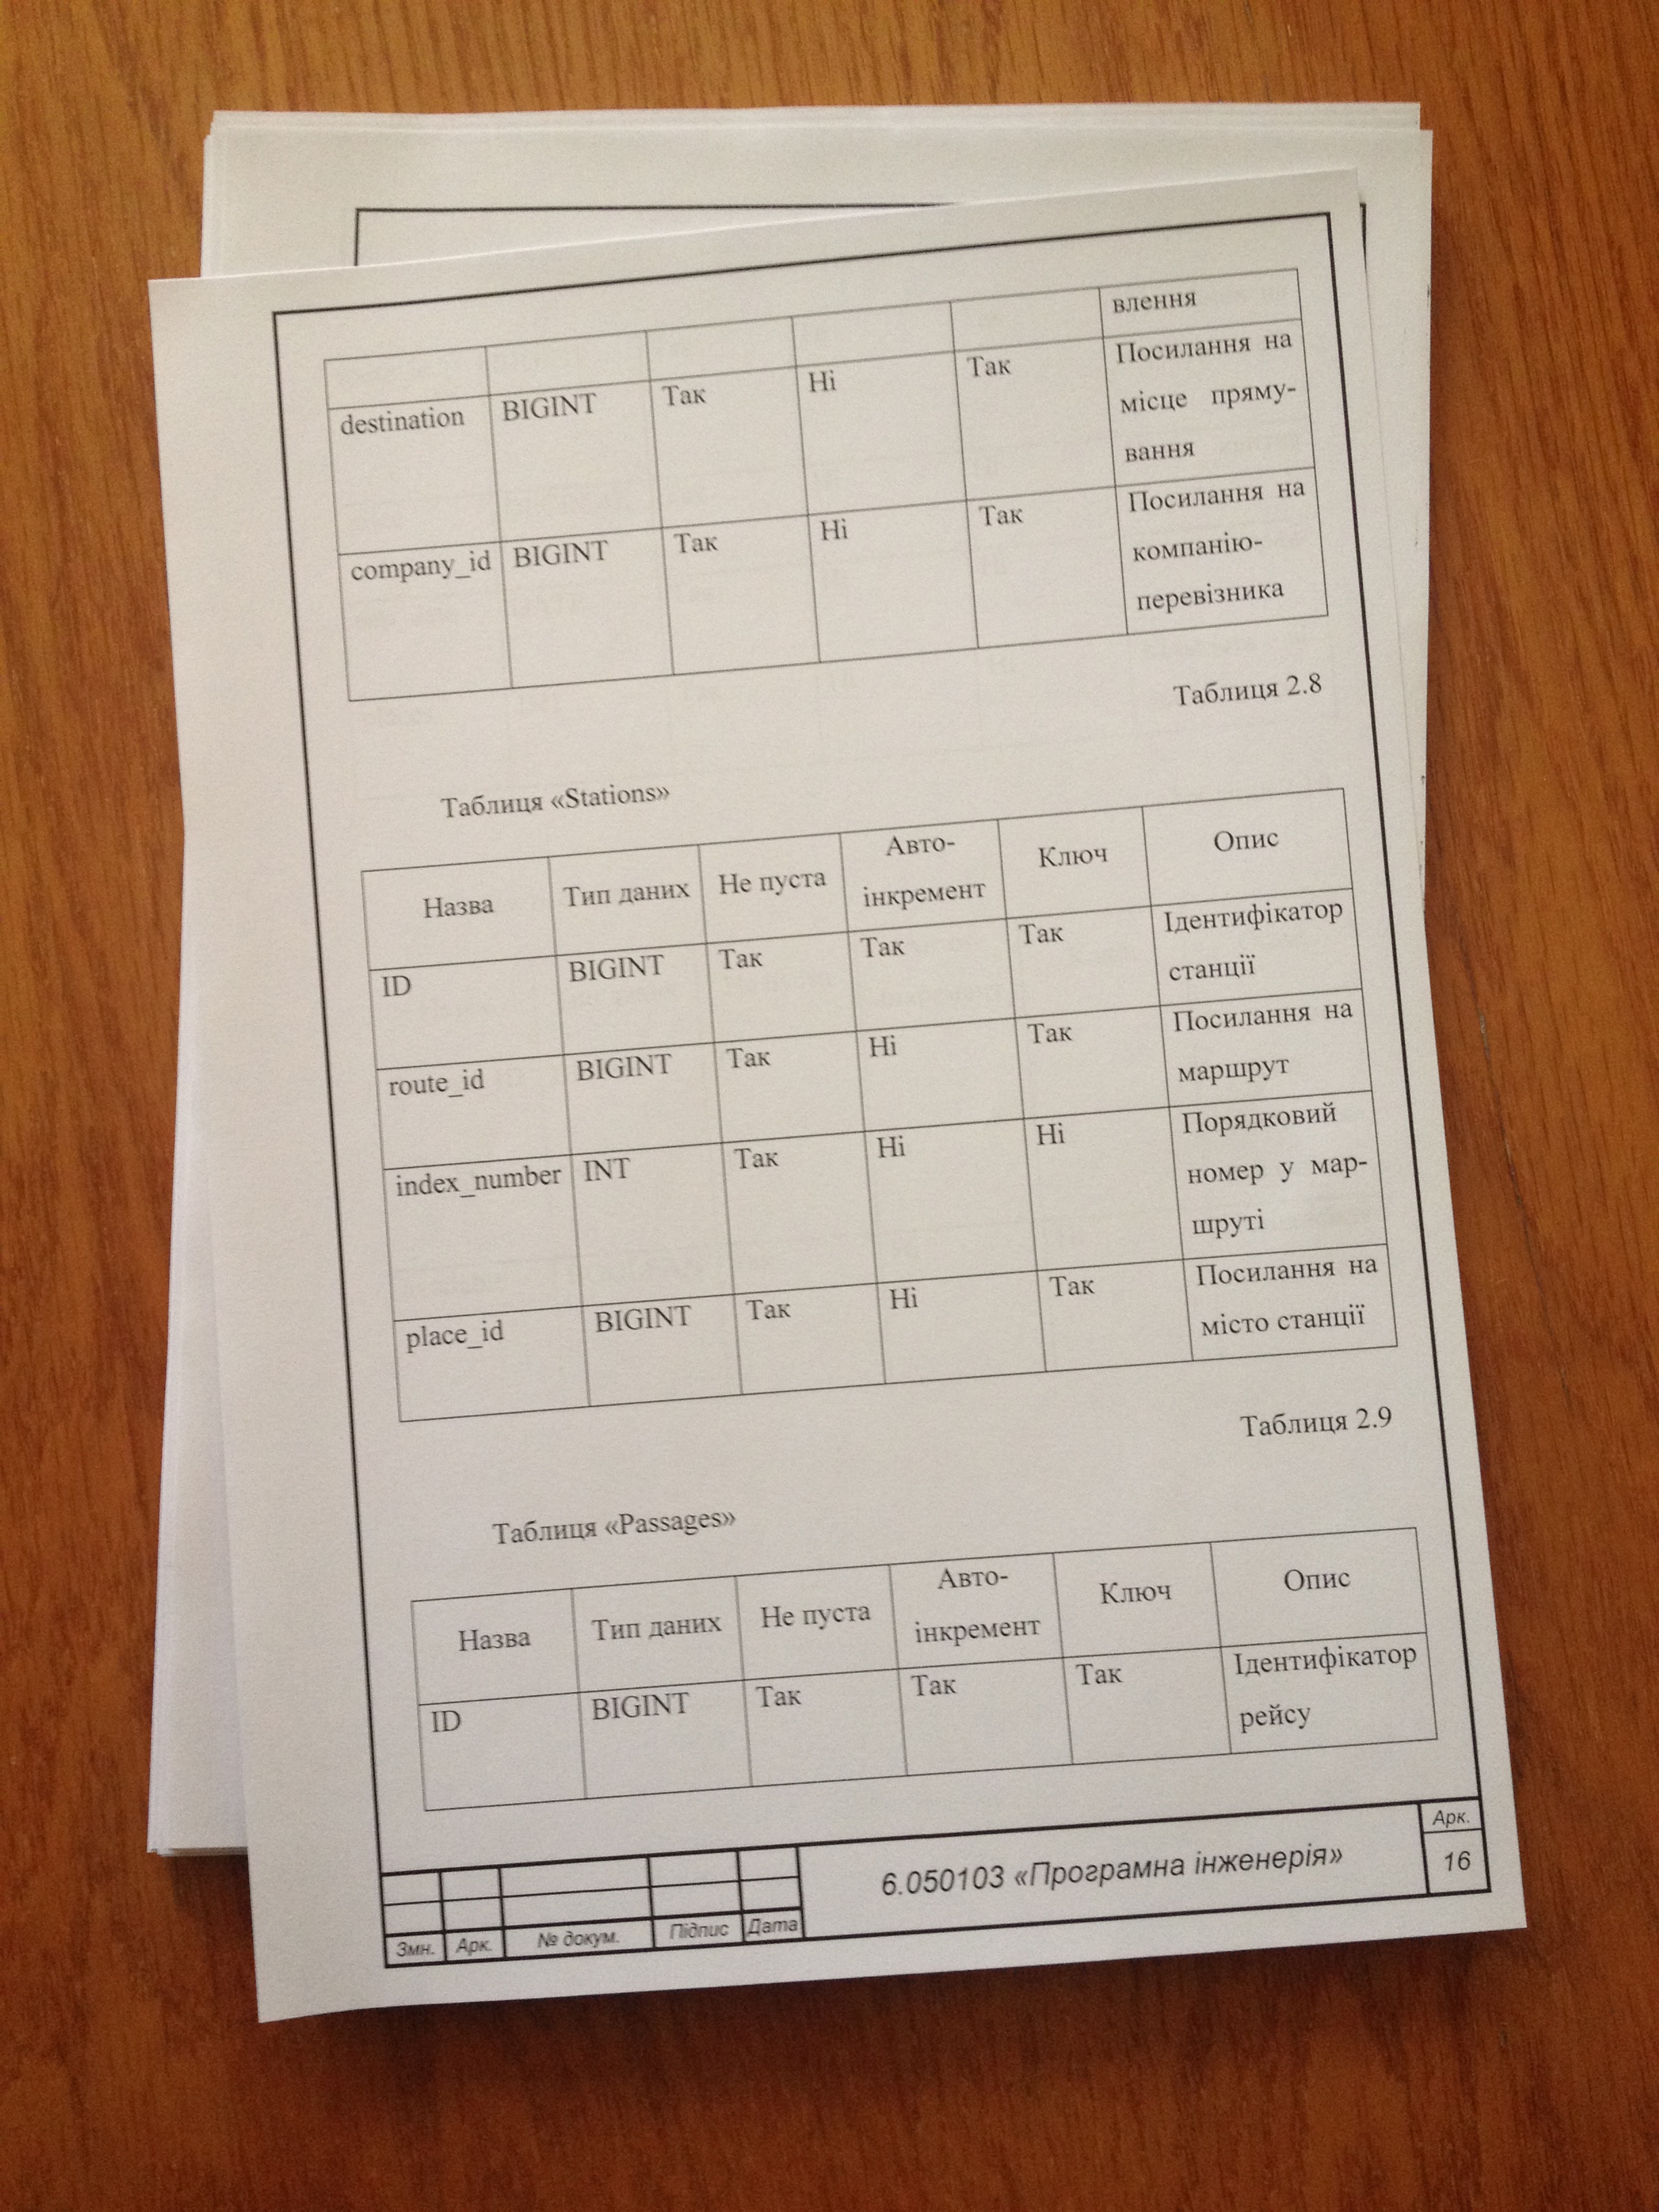 влення
destination BIGINT Так Ні Так Посилання на
місце пряму-
вання
company_id BIGINT Так Ні Так Посилання на
компанію-
перевізника
Таблиця 2.8
Таблиця «Stations»
Назва Тип даних Не пуста Авто- Ключ Опис
інкремент
ID BIGINT Так Так Так Ідентифікатор
станції
route_id BIGINT Так Ні Так Посилання на
маршрут
index_number INT Так Ні Ні Порядковий
номер у мар-
шруті
place_id BIGINT Так Ні Так Посилання на
місто станції
Таблиця 2.9
Таблиця «Passages»
Назва Тип даних Не пуста Авто- Ключ Опис
інкремент
ID BIGINT Так Так Так Ідентифікатор
рейсу
Змн. Арк. № докум. Підпис Дата
6.050103 «Програмна інженерія»
Арк.
16